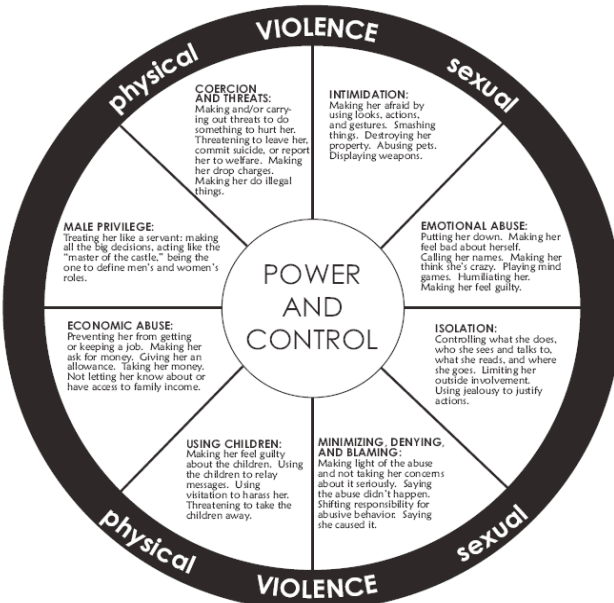 physical VIOLENCE sexual
COERCION
AND THREATS:
Making and/or carry-
ing out threats to do
something to hurt her.
Threatening to leave her,
commit suicide, or report
her to welfare. Making
her drop charges.
Making her do illegal
things.
INTIMIDATION:
Making her afraid by
using looks, actions,
and gestures. Smashing
things. Destroying her
property. Abusing pets.
Displaying weapons.
MALE PRIVILEGE:
Treating her like a servant: making
all the big decisions, acting like the
“master of the castle,” being the
one to define men’s and women’s
roles.
EMOTIONAL ABUSE:
Putting her down. Making her
feel bad about herself.
Calling her names. Making her
think she’s crazy. Playing mind
games. Humiliating her.
Making her feel guilty.
POWER
AND
CONTROL
ECONOMIC ABUSE:
Preventing her from getting
or keeping a job. Making her
ask for money. Giving her an
allowance. Taking her money.
Not letting her know about or
have access to family income.
ISOLATION:
Controlling what she does,
who she sees and talks to,
what she reads, and where
she goes. Limiting her
outside involvement.
Using jealousy to justify
actions.
USING CHILDREN:
Making her feel guilty
about the children. Using
the children to relay
messages. Using
visitation to harass her.
Threatening to take the
children away.
MINIMIZING, DENYING,
AND BLAMING:
Making light of the abuse
and not taking her concerns
about it seriously. Saying
the abuse didn’t happen.
Shifting responsibility for
abusive behavior. Saying
she caused it.
physical VIOLENCE sexual